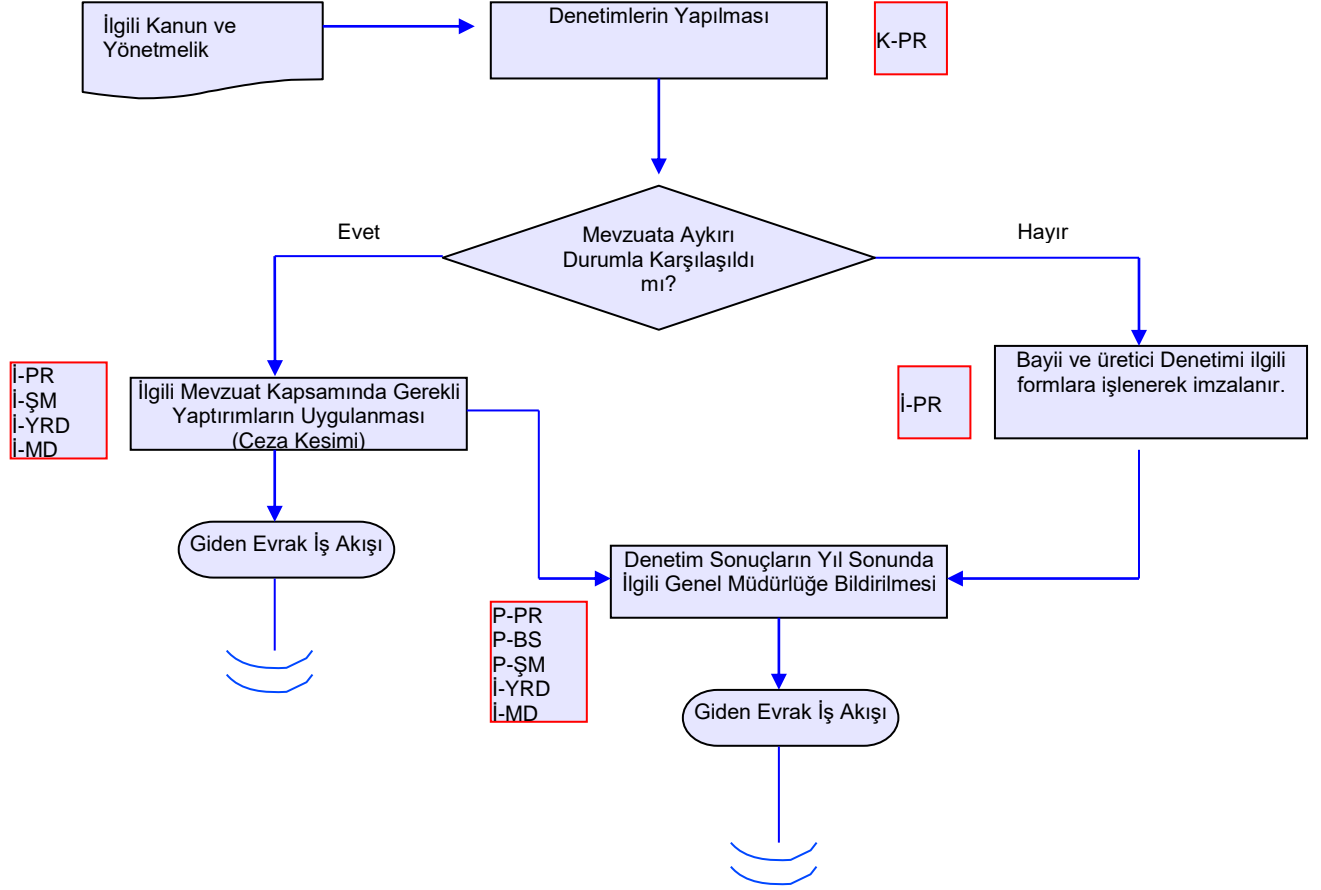 İlgili Kanun ve
Yönetmelik
Denetimlerin Yapılması
K-PR
Mevzuata Aykırı
Durumla Karşılaşıldı
mı?
Evet
Hayır
İ-PR
İ-ŞM
İ-YRD
İ-MD
İlgili Mevzuat Kapsamında Gerekli
Yaptırımların Uygulanması
(Ceza Kesimi)
İ-PR
Bayii ve üretici Denetimi ilgili
formlara işlenerek imzalanır.
Giden Evrak İş Akışı
Denetim Sonuçların Yıl Sonunda
İlgili Genel Müdürlüğe Bildirilmesi
P-PR
P-BS
P-ŞM
İ-YRD
İ-MD
Giden Evrak İş Akışı